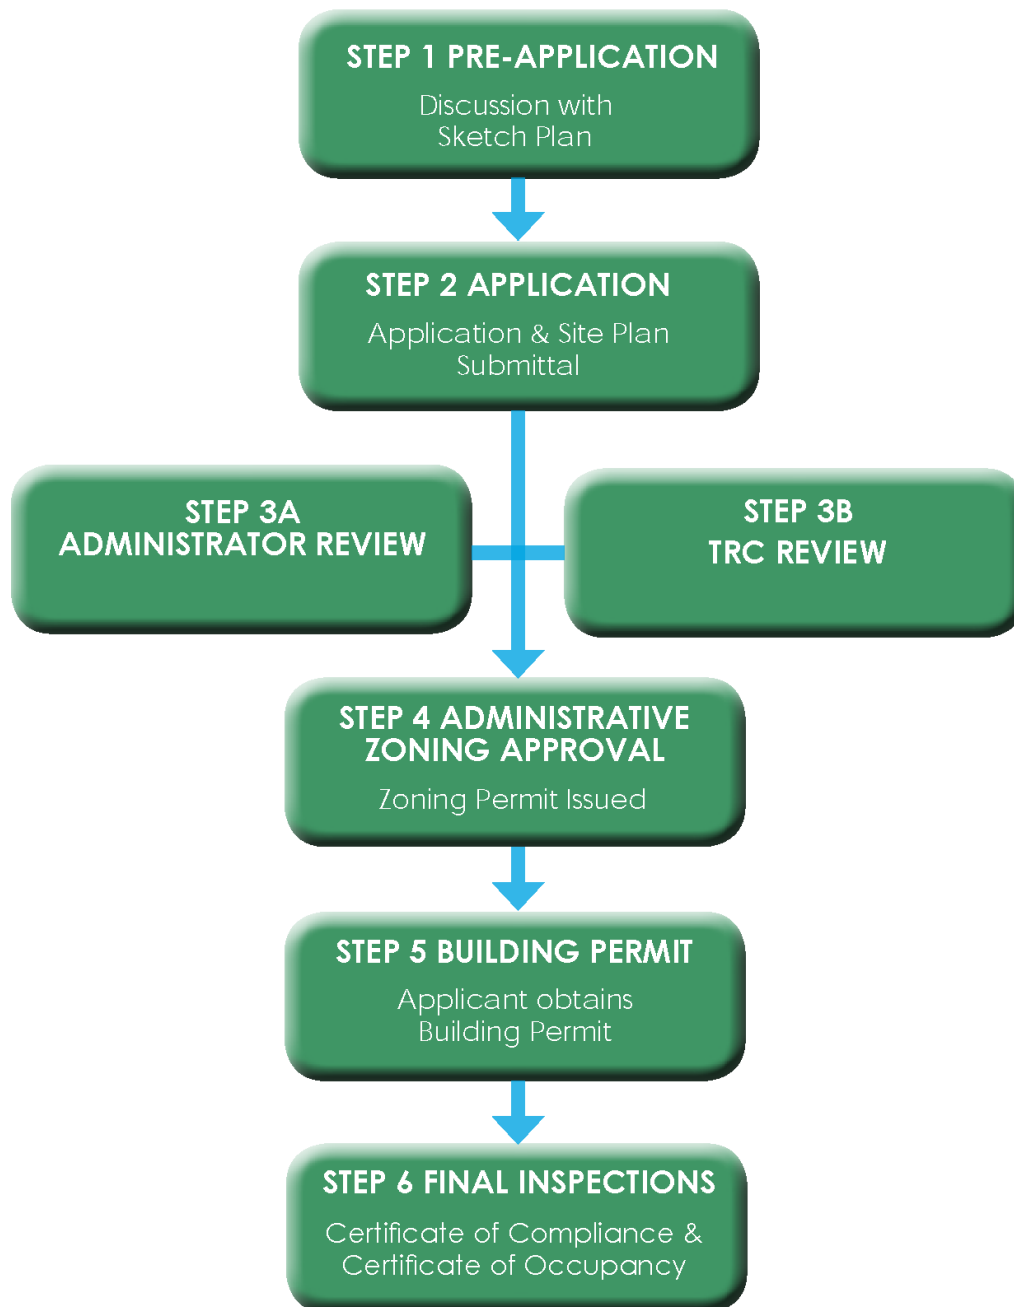 STEP 1 PRE-APPLICATION
Discussion with
Sketch Plan
STEP 2 APPLICATION
Application & Site Plan
Submittal
STEP 3A
ADMINISTRATOR REVIEW
STEP 3B
TRC REVIEW
STEP 4 ADMINISTRATIVE
ZONING APPROVAL
Zoning Permit Issued
STEP 5 BUILDING PERMIT
Applicant obtains
Building Permit
STEP 6 FINAL INSPECTIONS
Certificate of Compliance &
Certificate of Occupancy